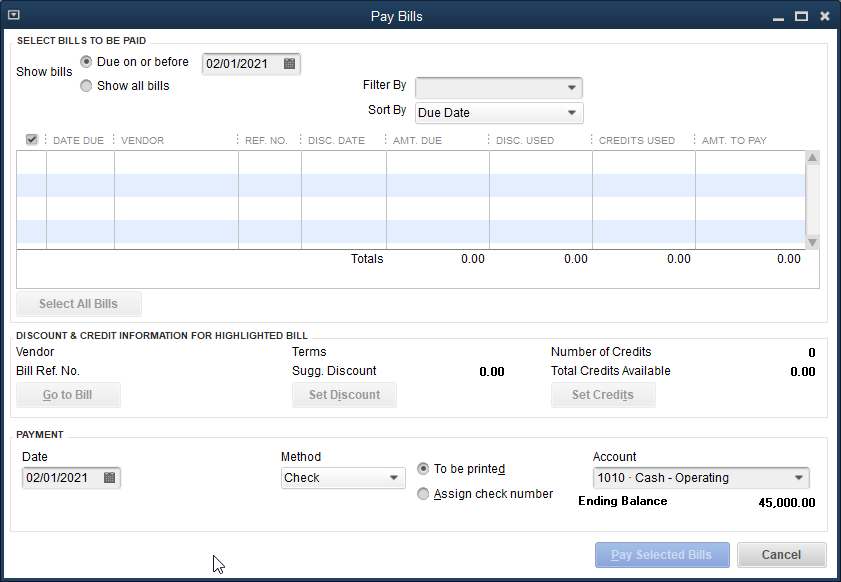 Pay Bills
SELECT BILLS TO BE PAID
Show bills
Due on or before
02/01/2021
Show all bills
Filter By
Sort By
Due Date
DATE DUE VENDOR REF. NO. DISC. DATE AMT. DUE DISC. USED CREDITS USED AMT. TO PAY
Totals 0.00 0.00 0.00 0.00
Select All Bills
DISCOUNT & CREDIT INFORMATION FOR HIGHLIGHTED BILL
Vendor Terms Number of Credits 0
Bill Ref. No. Sugg. Discount 0.00 Total Credits Available 0.00
Go to Bill Set Discount Set Credits
PAYMENT
Date Method Account
02/01/2021 Check To be printed 1010 · Cash - Operating
Assign check number Ending Balance 45,000.00
Pay Selected Bills Cancel